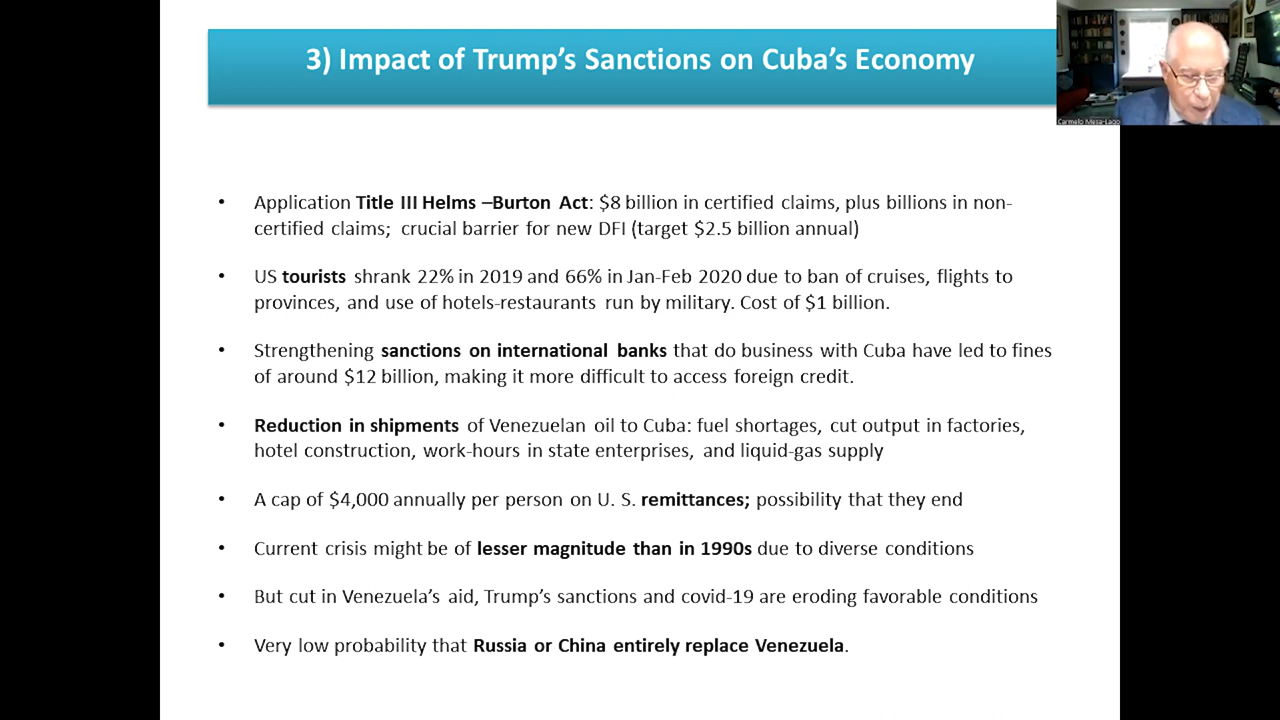 3) Impact of Trump's Sanctions on Cuba's Economy
Carmelo Mesa-Lago
• Application Title III Helms –Burton Act: $8 billion in certified claims, plus billions in non-
certified claims; crucial barrier for new DFI (target $2.5 billion annual)
• US tourists shrank 22% in 2019 and 66% in Jan-Feb 2020 due to ban of cruises, flights to
provinces, and use of hotels-restaurants run by military. Cost of $1 billion.
• Strengthening sanctions on international banks that do business with Cuba have led to fines
of around $12 billion, making it more difficult to access foreign credit.
• Reduction in shipments of Venezuelan oil to Cuba: fuel shortages, cut output in factories,
hotel construction, work-hours in state enterprises, and liquid-gas supply
• A cap of $4,000 annually per person on U. S. remittances; possibility that they end
• Current crisis might be of lesser magnitude than in 1990s due to diverse conditions
• But cut in Venezuela's aid, Trump's sanctions and covid-19 are eroding favorable conditions
• Very low probability that Russia or China entirely replace Venezuela.